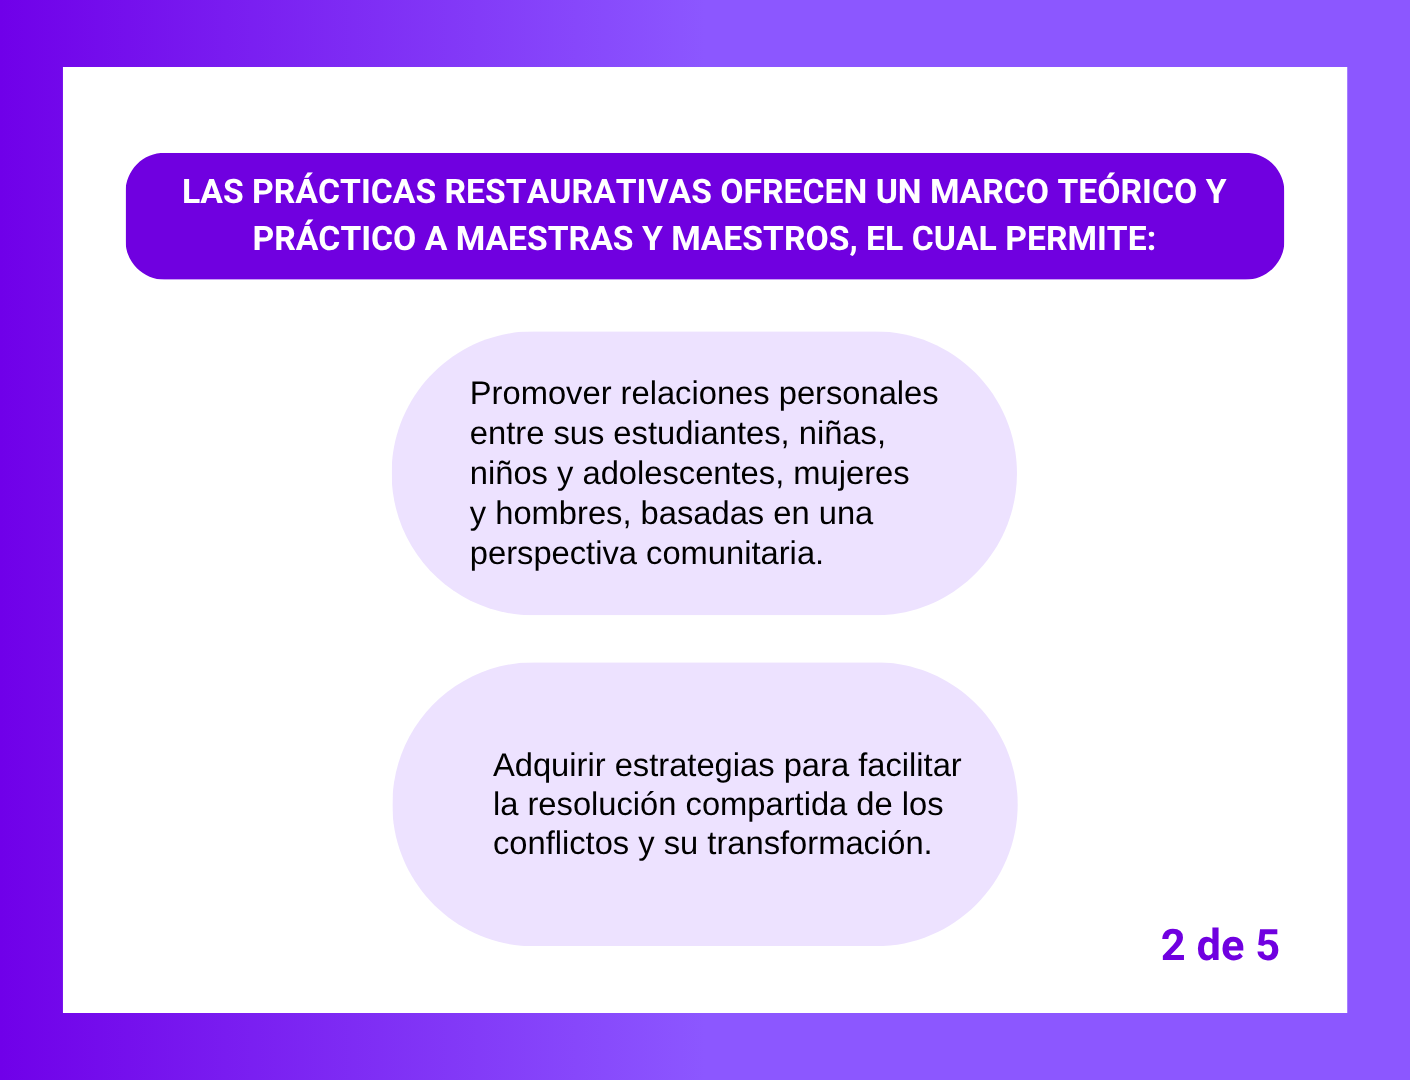 LAS PRÁCTICAS RESTAURATIVAS OFRECEN UN MARCO TEÓRICO Y
PRÁCTICO A MAESTRAS Y MAESTROS, EL CUAL PERMITE:
Promover relaciones personales
entre sus estudiantes, niñas,
niños y adolescentes, mujeres
y hombres, basadas en una
perspectiva comunitaria.
Adquirir estrategias para facilitar
la resolución compartida de los
conflictos y su transformación.
2 de 5